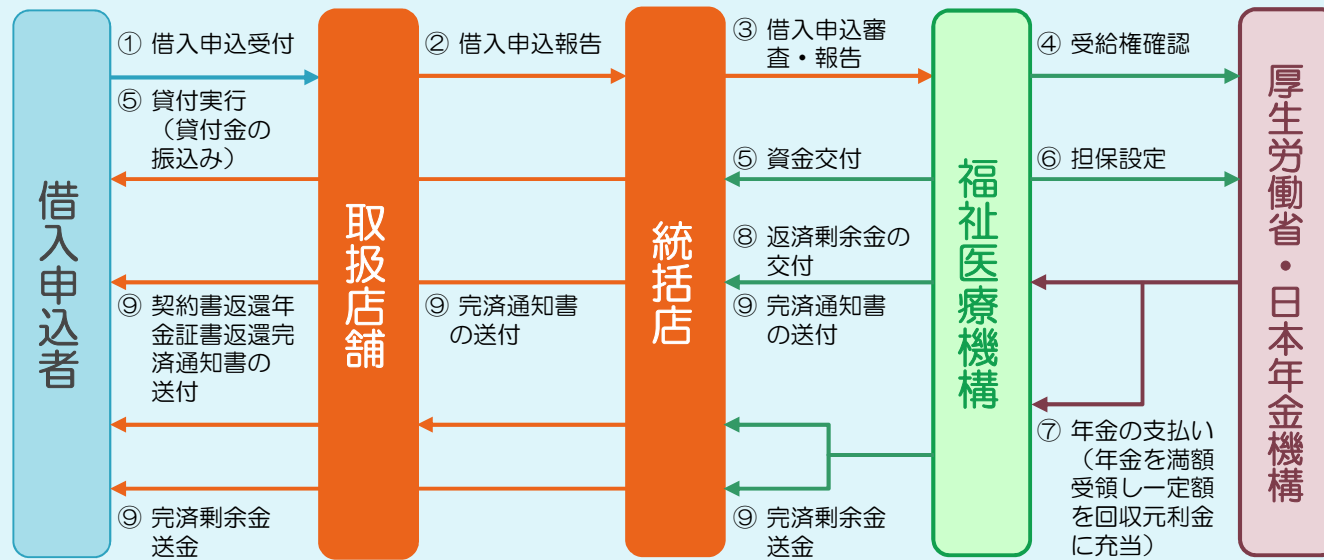 借入申込者
① 借入申込受付
⑤ 貸付実行
(貸付金の
振込み)
⑨ 契約書返還年
金証書返還完
済通知書の
送付
⑨ 完済剰余金
送金
取扱店舗
② 借入申込報告
⑨ 完済通知書
の送付
統括店
③ 借入申込審
査・報告
⑤ 資金交付
⑧ 返済剰余金の
交付
⑨ 完済通知書
の送付
⑨ 完済剰余金
送金
福祉医療機構
④ 受給権確認
⑥ 担保設定
⑦ 年金の支払い
(年金を満額
受領し一定額
を回収元利金
に充当)
厚生労働省・日本年金機構